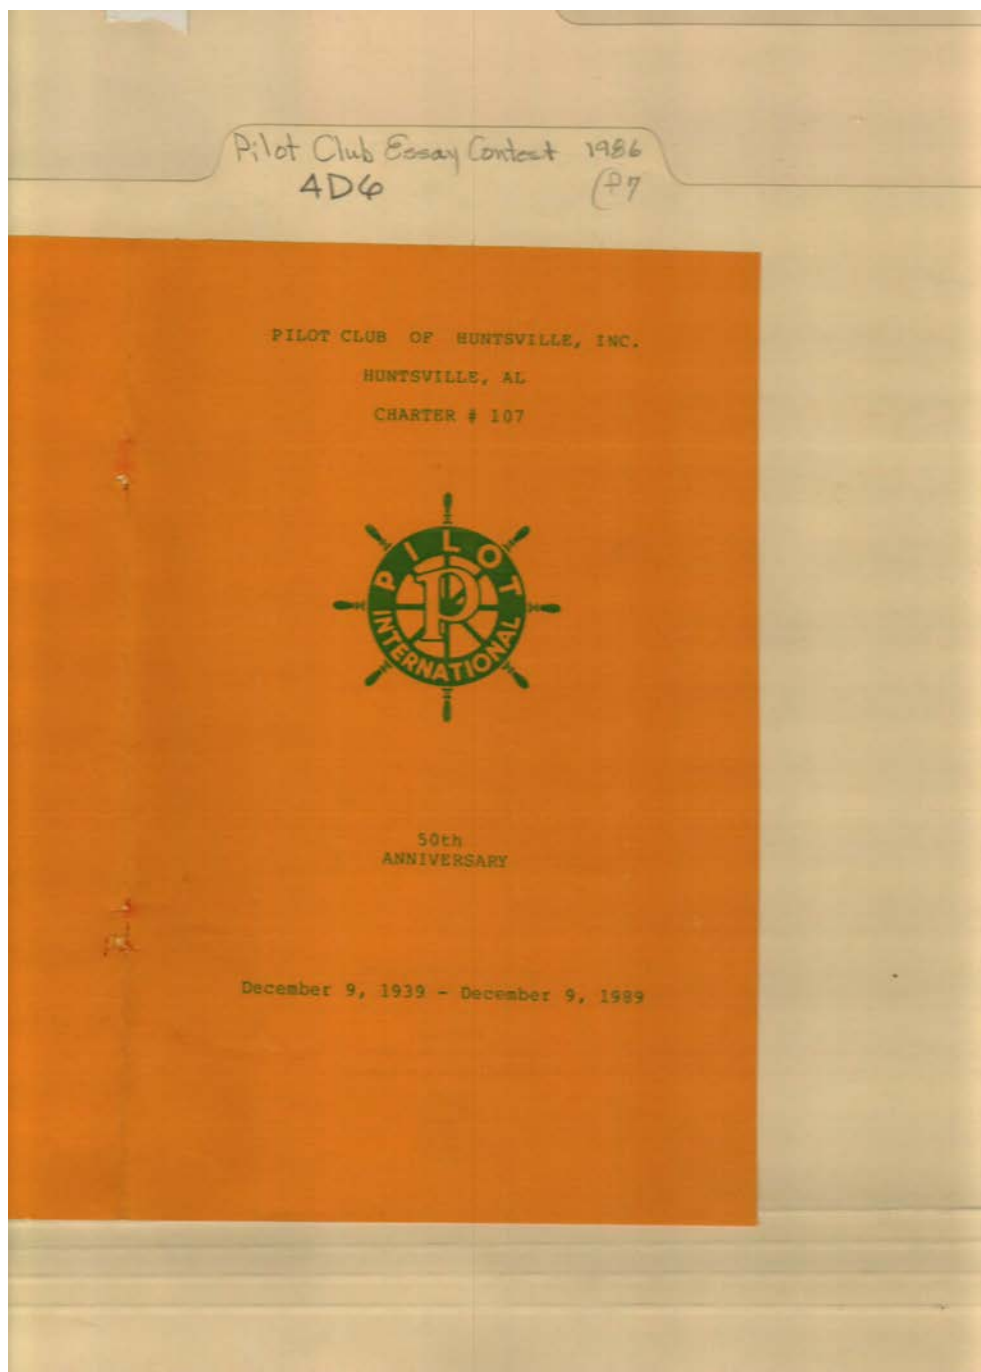 Pilot Club Essay Contest 1986
4D6 (P7
PILOT CLUB OF HUNTSVILLE, INC.
HUNTSVILLE, AL
CHARTER # 107
PILOT
P
INTERNATIONAL
50th
ANNIVERSARY
December 9, 1939 - December 9, 1989